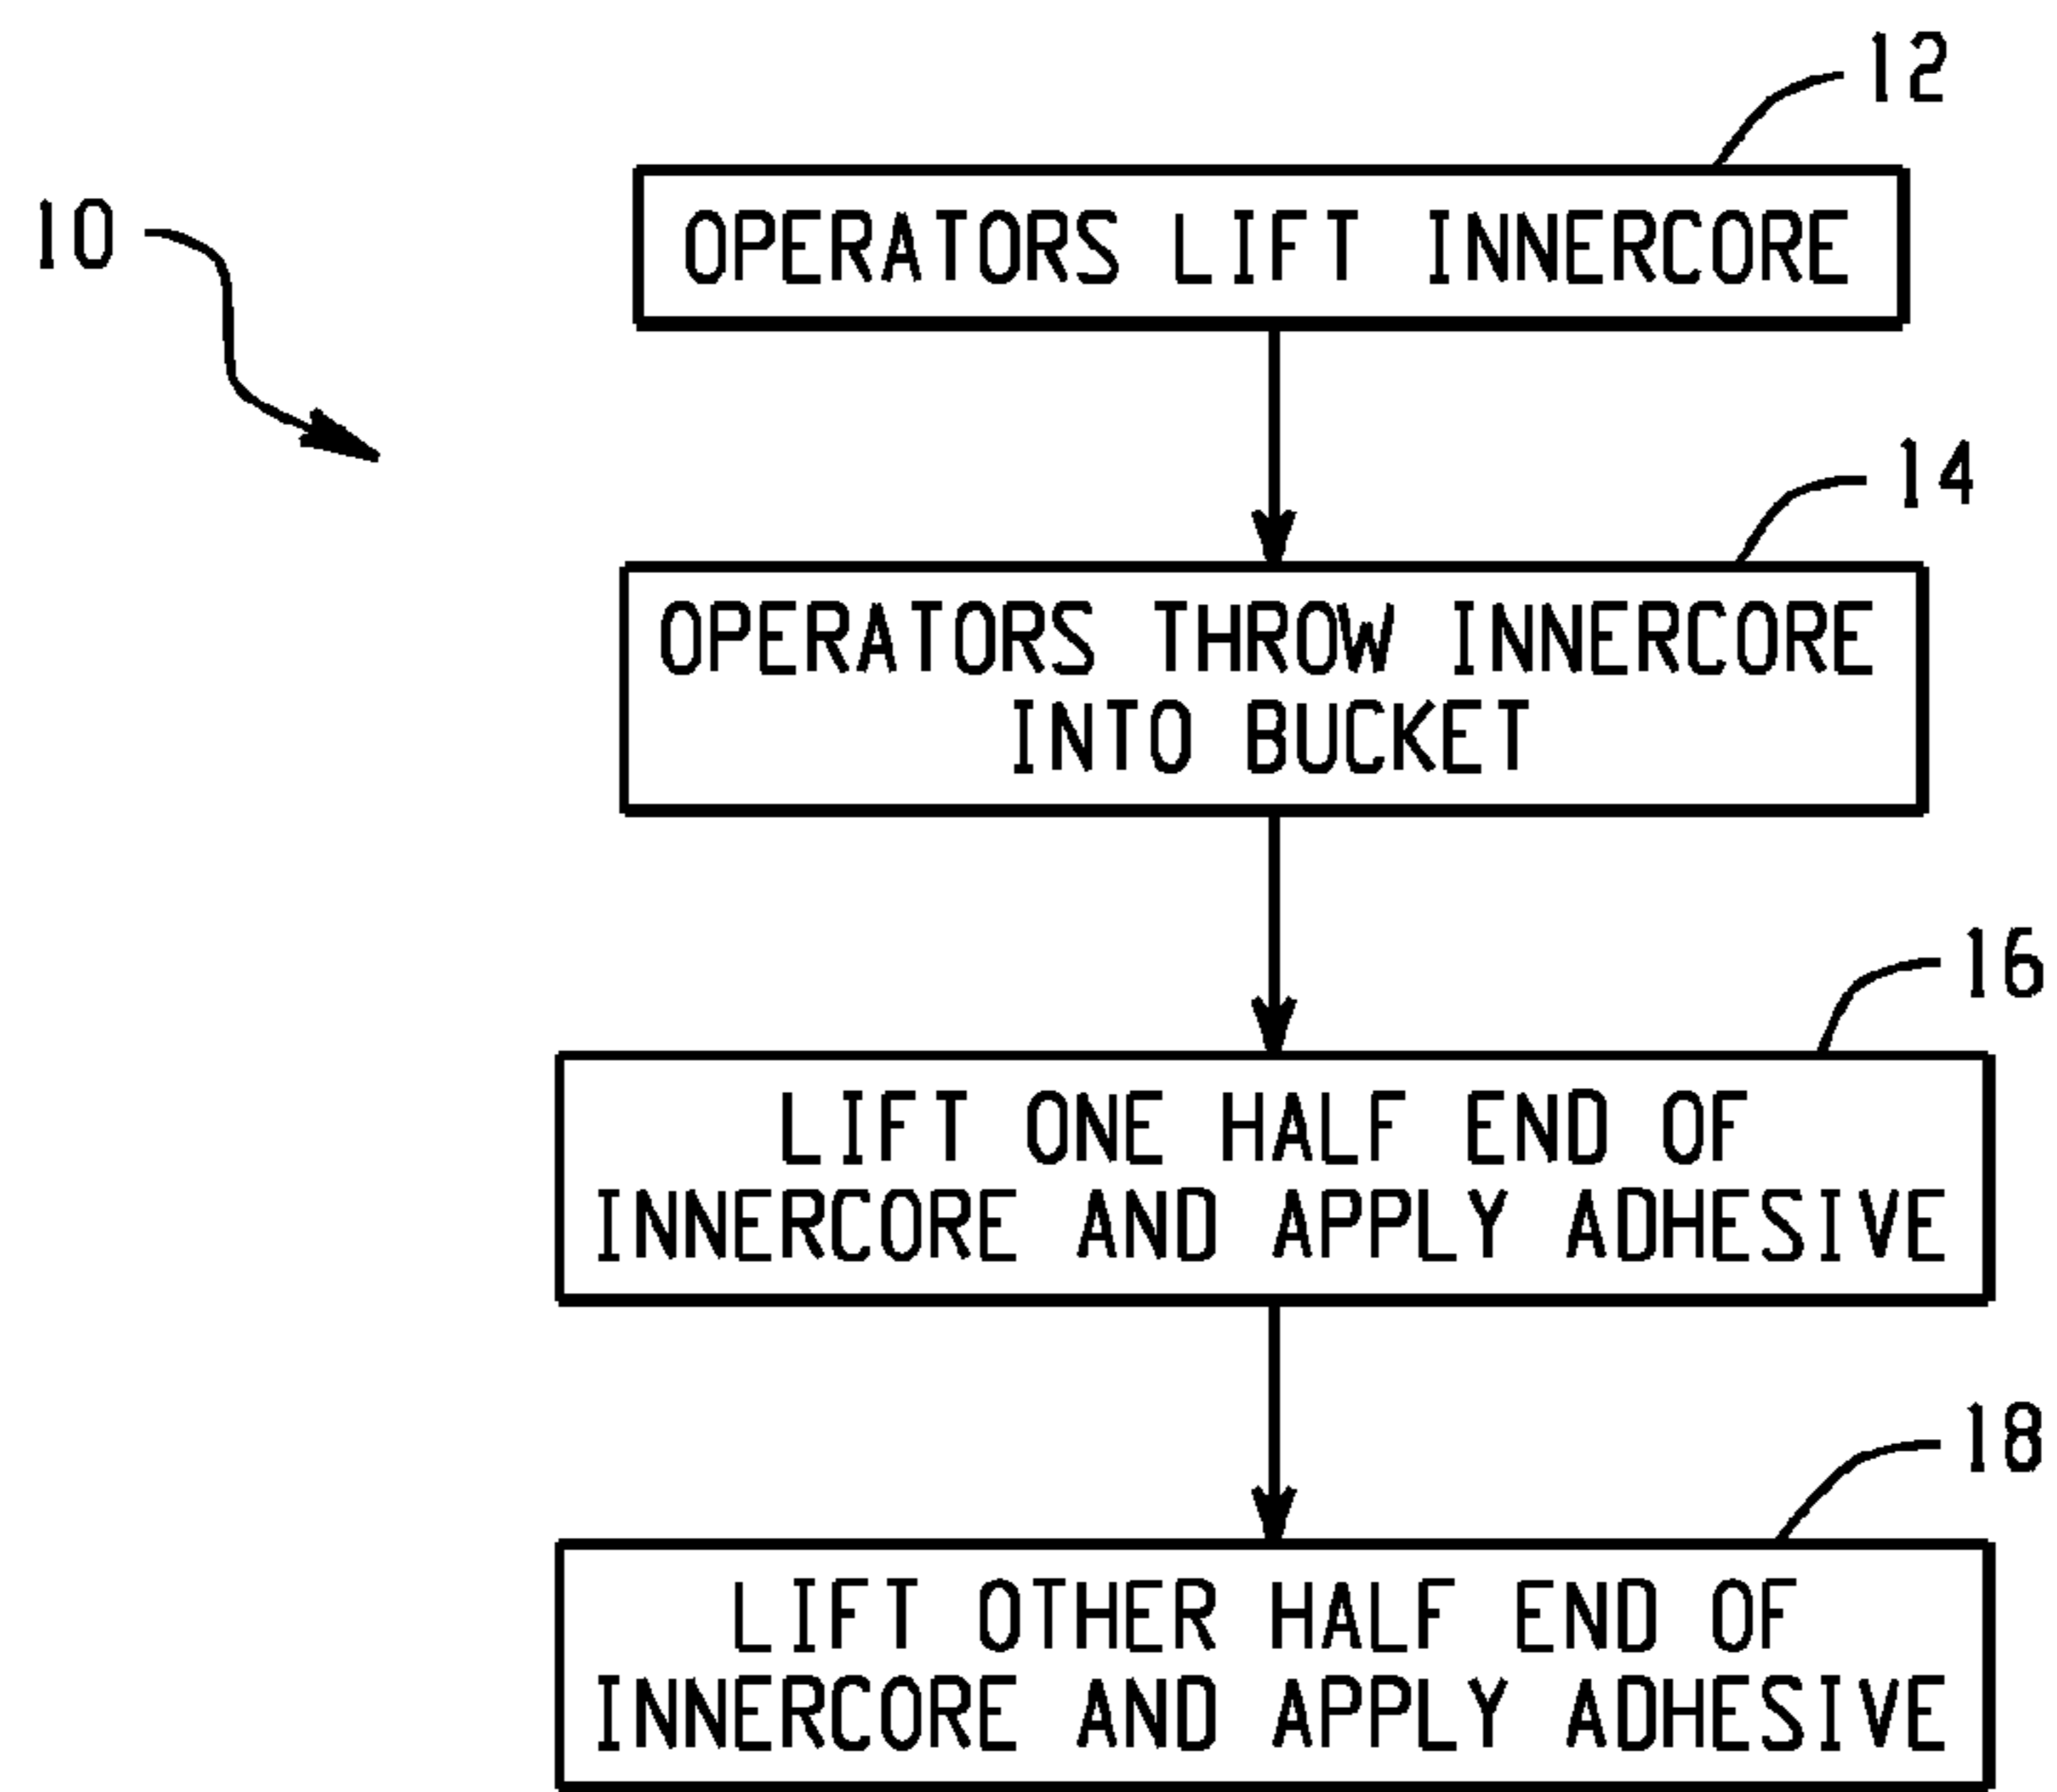 12
10
OPERATORS LIFT INNERCORE
14
OPERATORS THROW INNERCORE
INTO BUCKET
16
LIFT ONE HALF END OF
INNERCORE AND APPLY ADHESIVE
18
LIFT OTHER HALF END OF
INNERCORE AND APPLY ADHESIVE